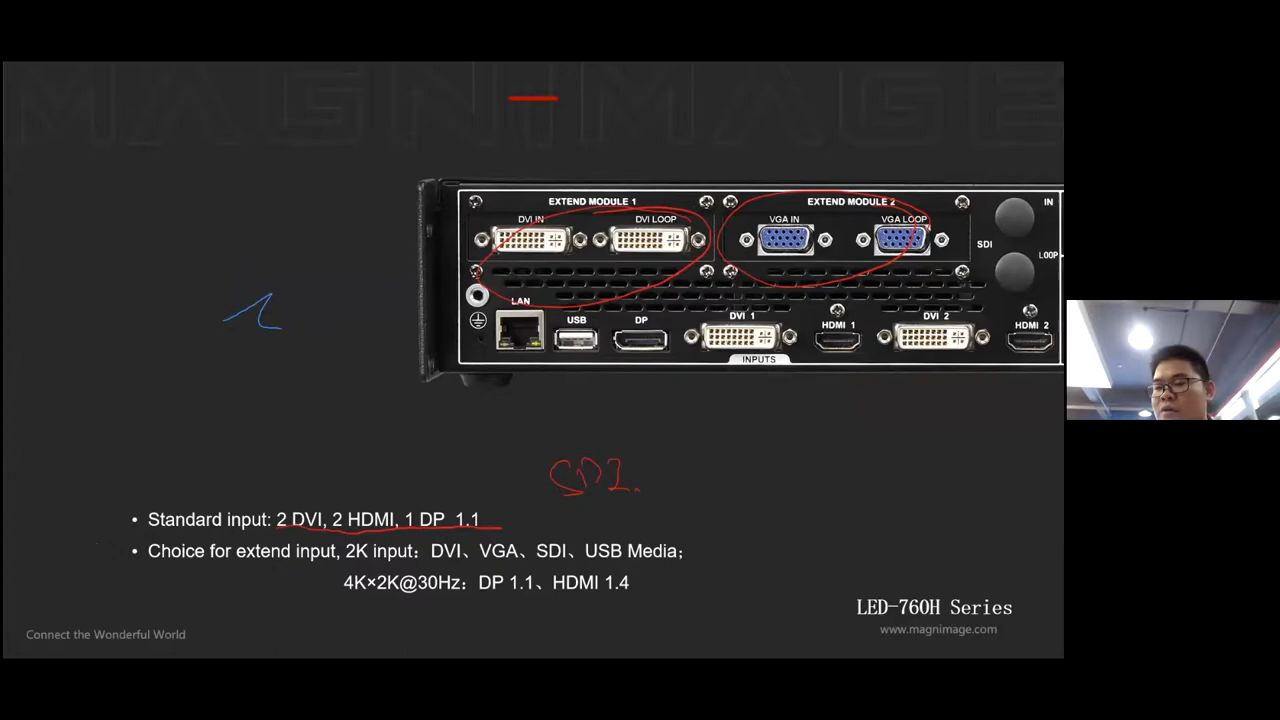 MAGNIMAGE
EXTEND MODULE 1
EXTEND MODULE 2
IN
DVI IN
DVI LOOP
VGA IN
VGA LOOP
SDI
LOOP
LAN
USB
DP
DVI 1
HDMI 1
DVI 2
HDMI 2
INPUTS
SDI.
• Standard input: 2 DVI, 2 HDMI, 1 DP 1.1
• Choice for extend input, 2K input：DVI、VGA、SDI、USB Media；
4K×2K@30Hz：DP 1.1、HDMI 1.4
LED-760H Series
Connect the Wonderful World
www.magnimage.com